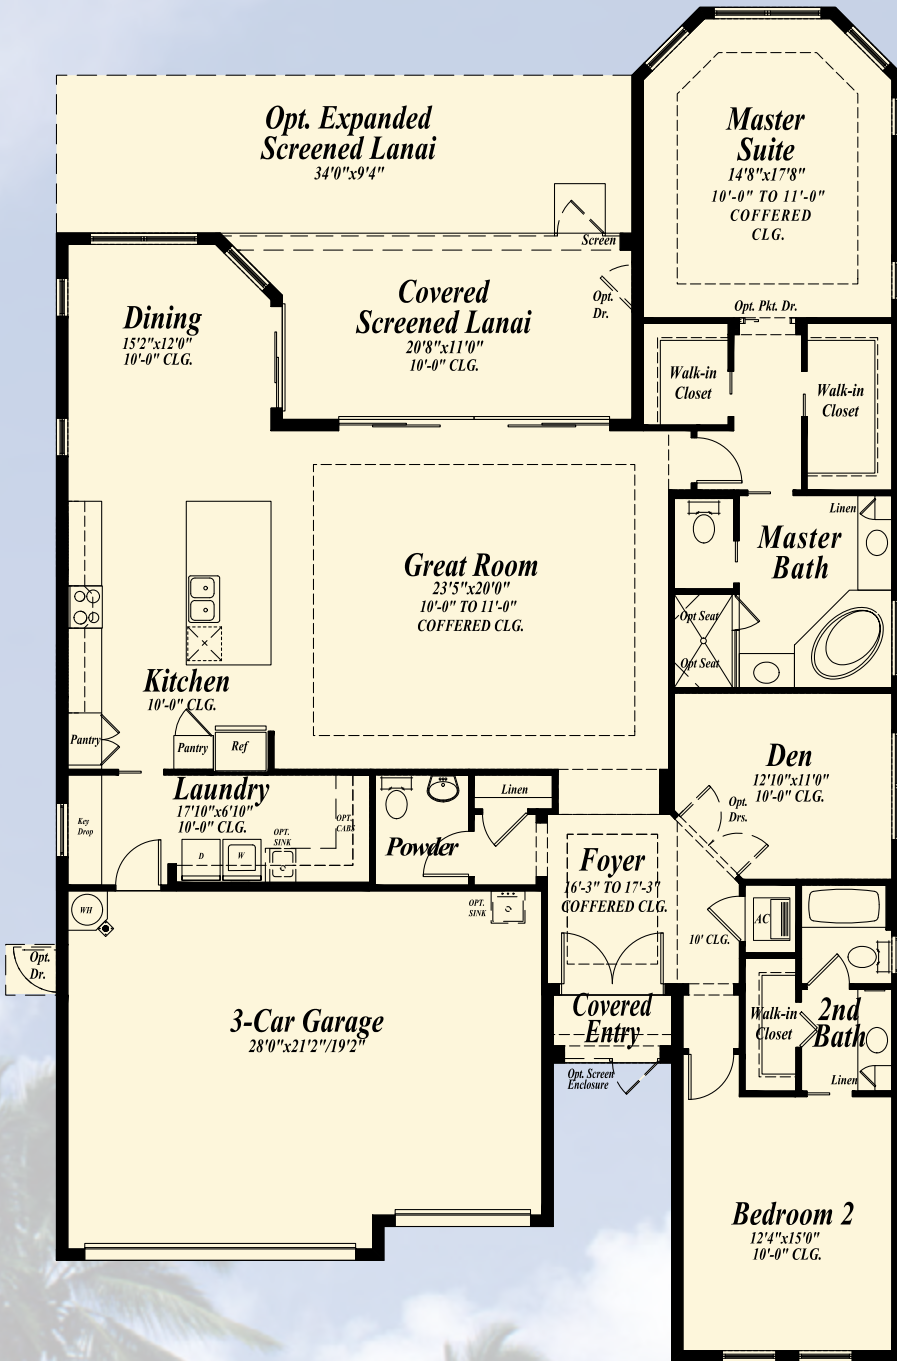 Opt. Expanded
Screened Lanai
34'0"x9'4"
Master
Suite
14'8"x17'8"
10'-0" TO 11'-0"
COFFERED
CLG.
Screen
Opt.
Dr.
Covered
Screened Lanai
20'8"x11'0"
10'-0" CLG.
Dining
15'2"x12'0"
10'-0" CLG.
Opt. Pkt. Dr.
Walk-in
Closet
Walk-in
Closet
Linen
Master
Bath
Great Room
23'5"x20'0"
10'-0" TO 11'-0"
COFFERED CLG.
Opt Seat
Opt Seat
Kitchen
10'-0" CLG.
Pantry
Pantry
Ref
Den
12'10"x11'0"
10'-0" CLG.
Opt.
Drs.
Laundry
17'10"x6'10"
10'-0" CLG.
Key
Drop
OPT.
SINK
OPT.
CABS
D
W
Linen
Powder
Foyer
16'-3" TO 17'-3"
COFFERED CLG.
WH
OPT.
SINK
AC
10' CLG.
Opt.
Dr.
3-Car Garage
28'0"x21'2"/19'2"
Covered
Entry
Walk-in
Closet
2nd
Bath
Linen
Opt. Screen
Enclosure
Bedroom 2
12'4"x15'0"
10'-0" CLG.